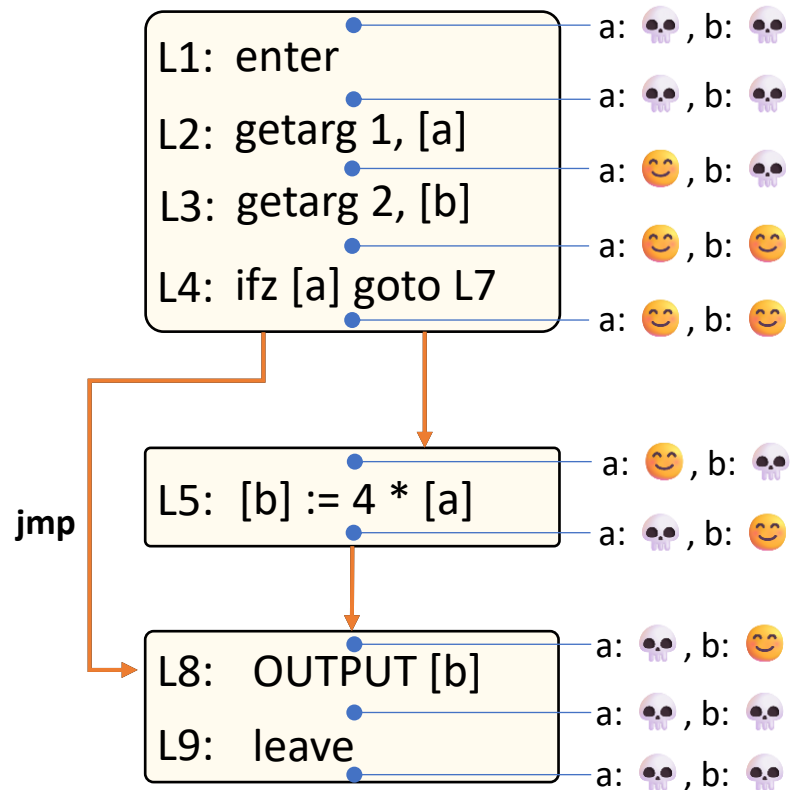 a: 💀, b: 💀
L1: enter
a: 💀, b: 💀
L2: getarg 1, [a]
a: 😊, b: 💀
L3: getarg 2, [b]
a: 😊, b: 😊
L4: ifz [a] goto L7
a: 😊, b: 😊
a: 😊, b: 💀
L5: [b] := 4 * [a]
jmp
a: 💀, b: 😊
a: 💀, b: 😊
L8: OUTPUT [b]
a: 💀, b: 💀
L9: leave
a: 💀, b: 💀